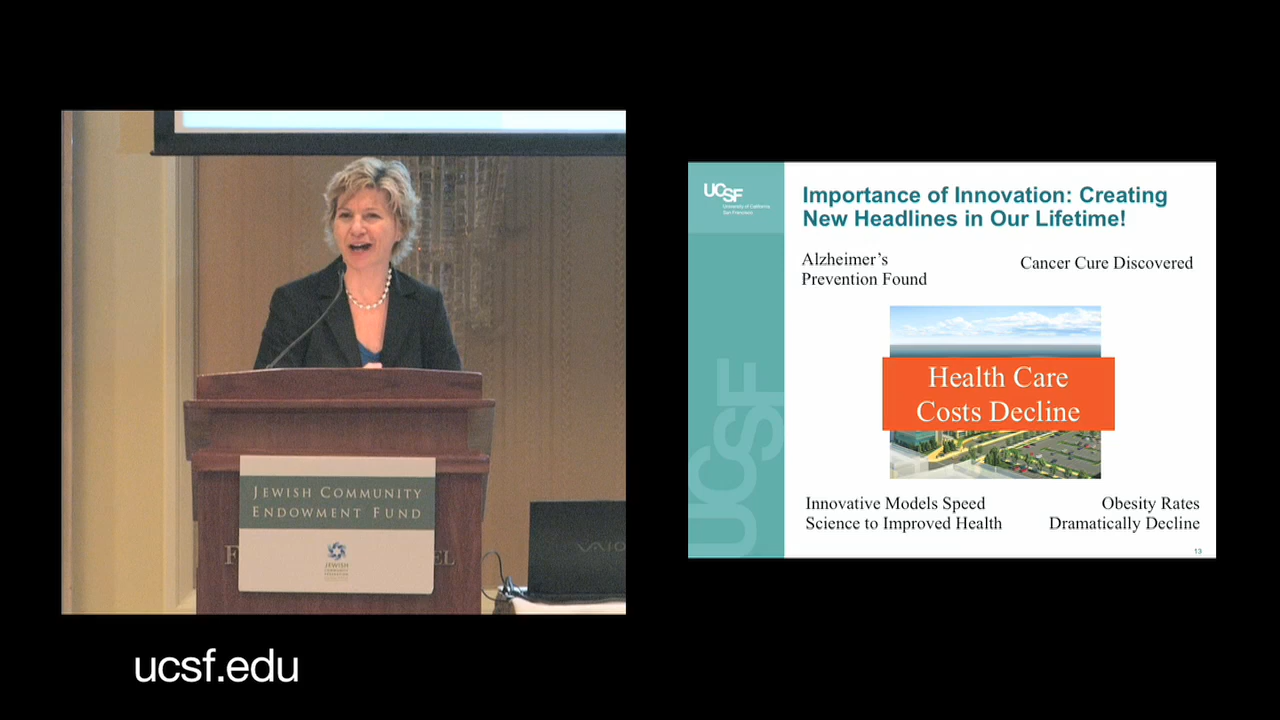 JEWISH COMMUNITY
ENDOWMENT FUND
JEWISH
VAIO
ucsf.edu
UCSF
University of California
San Francisco
Importance of Innovation: Creating
New Headlines in Our Lifetime!
Alzheimer's
Prevention Found
Cancer Cure Discovered
Health Care
Costs Decline
Innovative Models Speed
Science to Improved Health
Obesity Rates
Dramatically Decline
13
UCSF